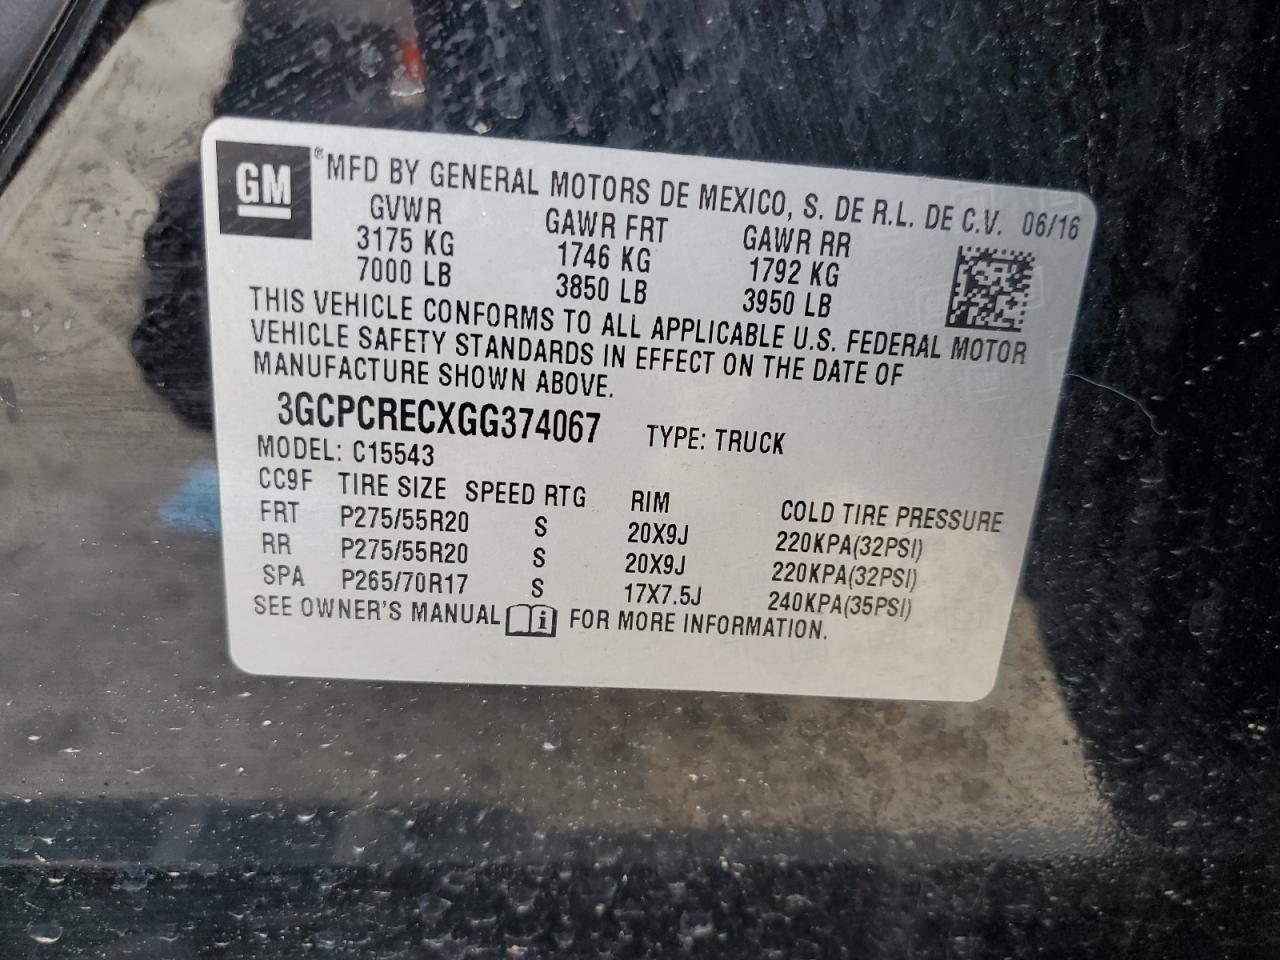 GM ® MFD BY GENERAL MOTORS DE MEXICO, S. DE R.L. DE C.V. 06/16
GVWR GAWR FRT GAWR RR
3175 KG 1746 KG 1792 KG
7000 LB 3850 LB 3950 LB
THIS VEHICLE CONFORMS TO ALL APPLICABLE U.S. FEDERAL MOTOR
VEHICLE SAFETY STANDARDS IN EFFECT ON THE DATE OF
MANUFACTURE SHOWN ABOVE.
3GCPCRECXGG374067 TYPE: TRUCK
MODEL: C15543
CC9F TIRE SIZE SPEED RTG RIM COLD TIRE PRESSURE
FRT P275/55R20 S 20X9J 220KPA(32PSI)
RR P275/55R20 S 20X9J 220KPA(32PSI)
SPA P265/70R17 S 17X7.5J 240KPA(35PSI)
SEE OWNER'S MANUAL i FOR MORE INFORMATION.